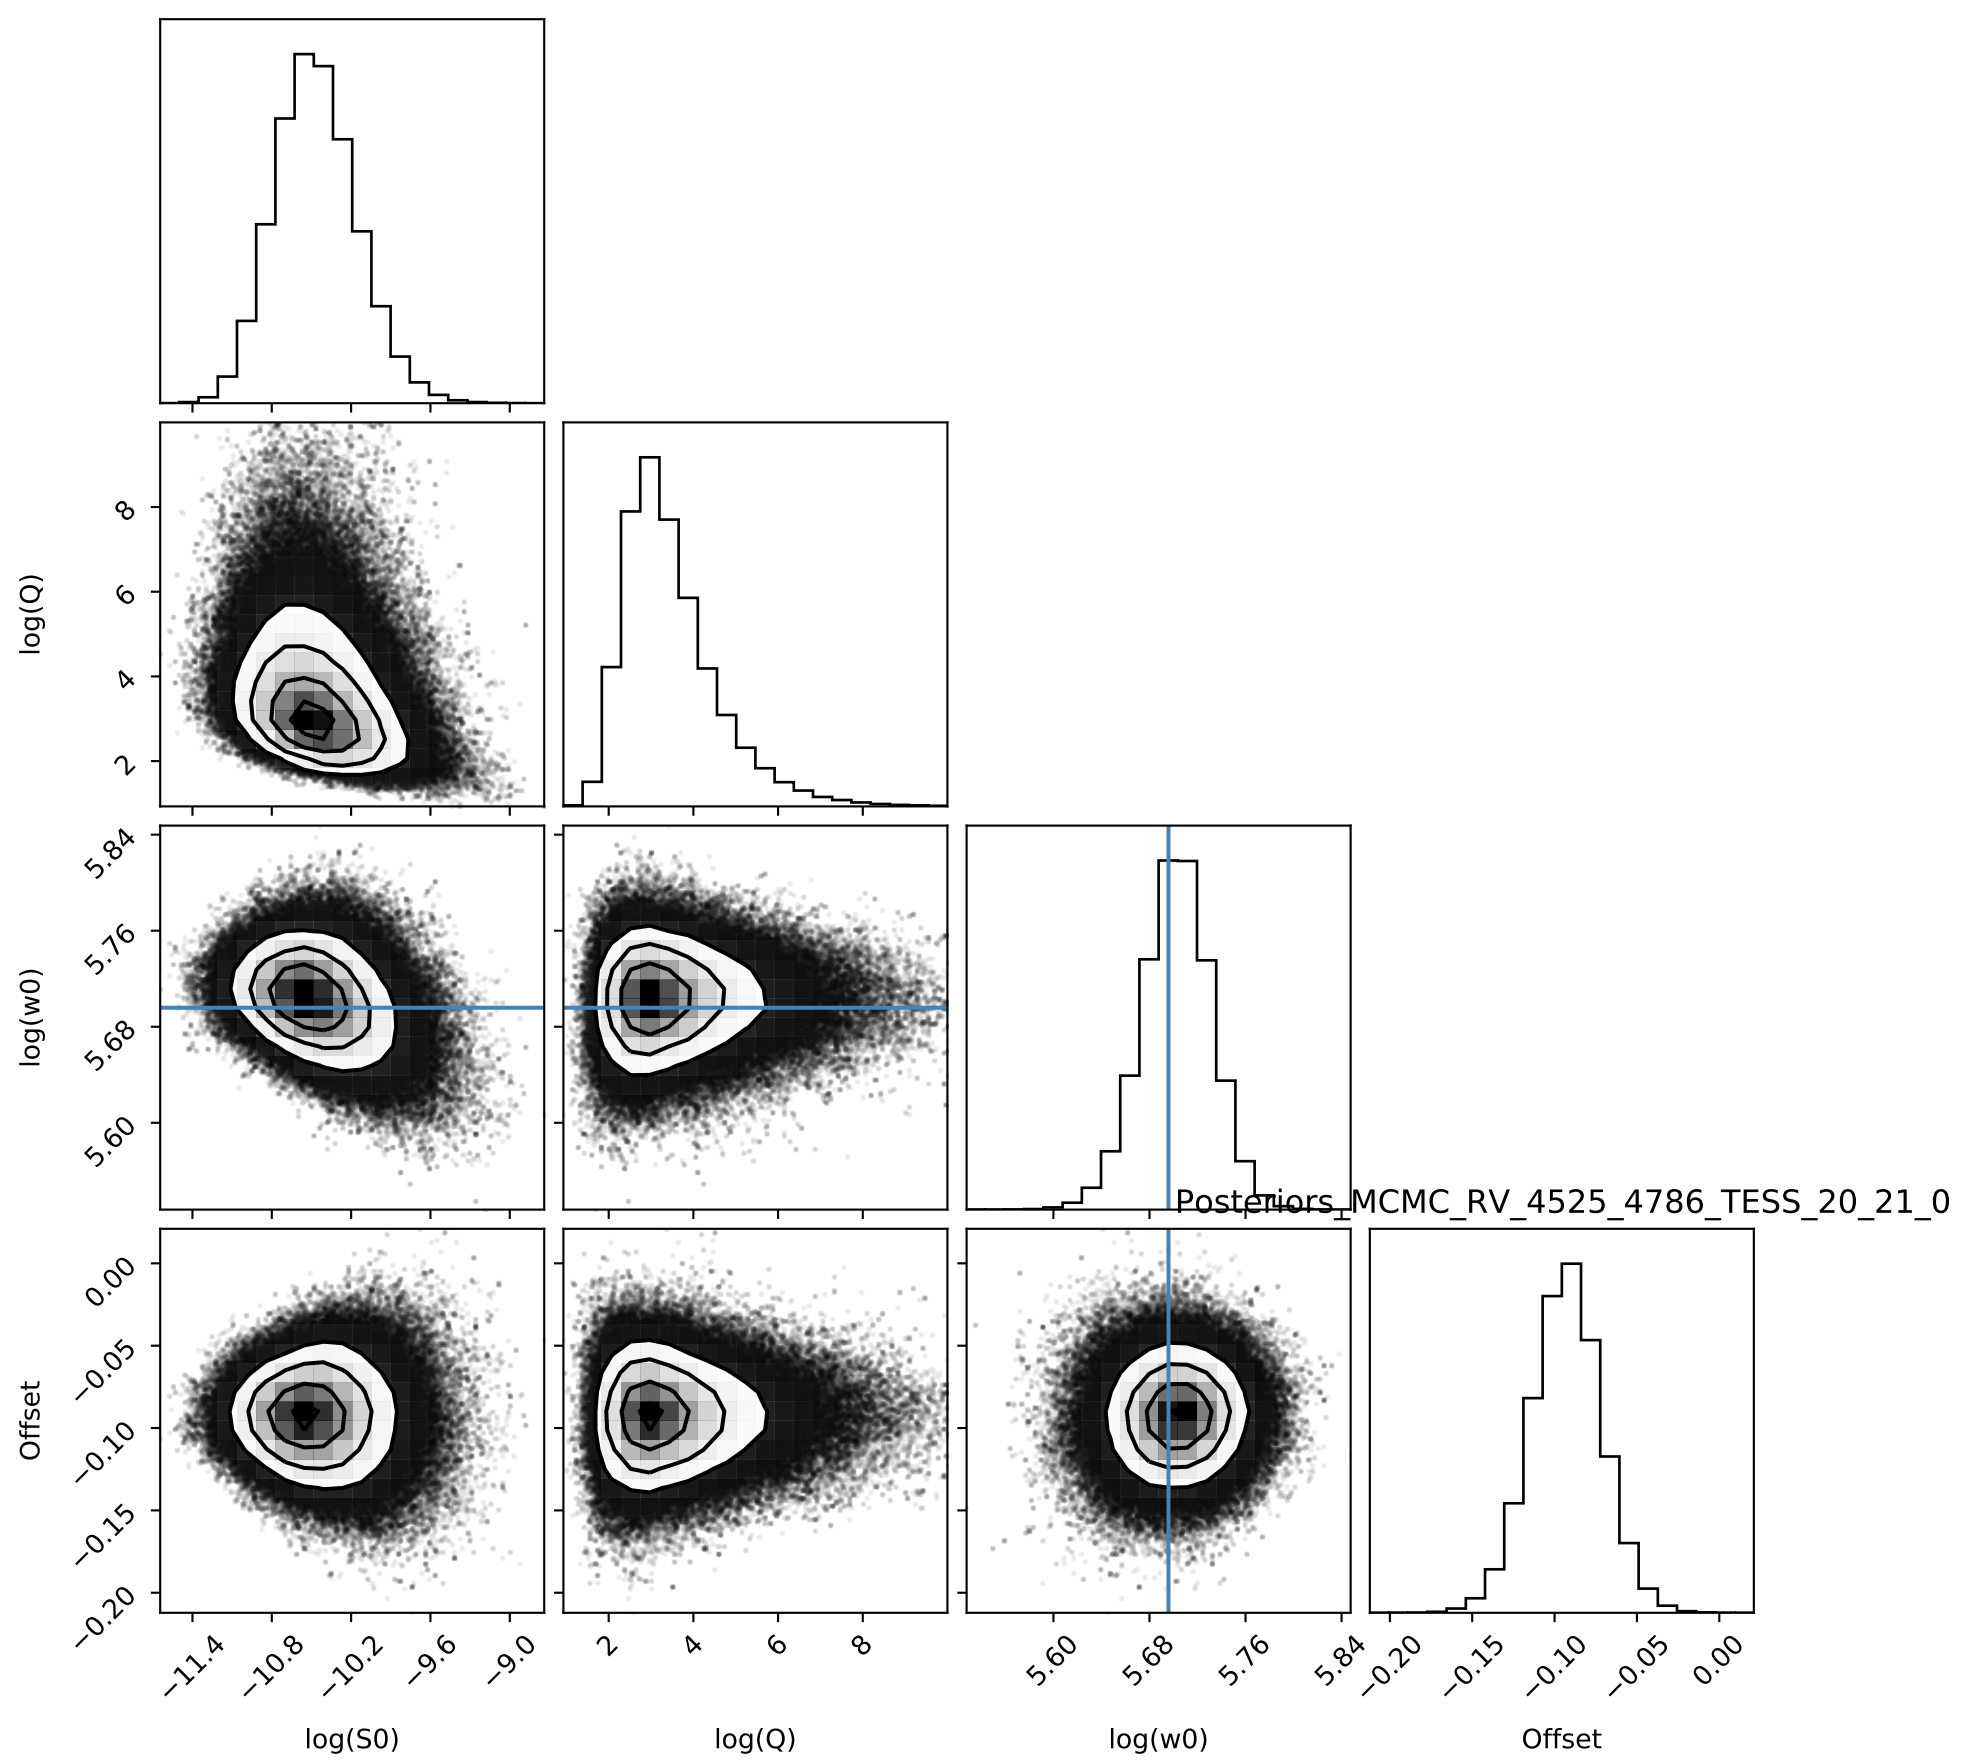 log(Q)
8
6
4
2
log(w0)
5.84
5.76
5.68
5.60
Posteriors_MCMC_RV_4525_4786_TESS_20_21_0
Offset
0.00
−0.05
−0.10
−0.15
−0.20
−11.4 −10.8 −10.2 −9.6 −9.0 2 4 6 8 5.60 5.68 5.76 5.84 −0.20 −0.15 −0.10 −0.05 0.00
log(S0) log(Q) log(w0) Offset